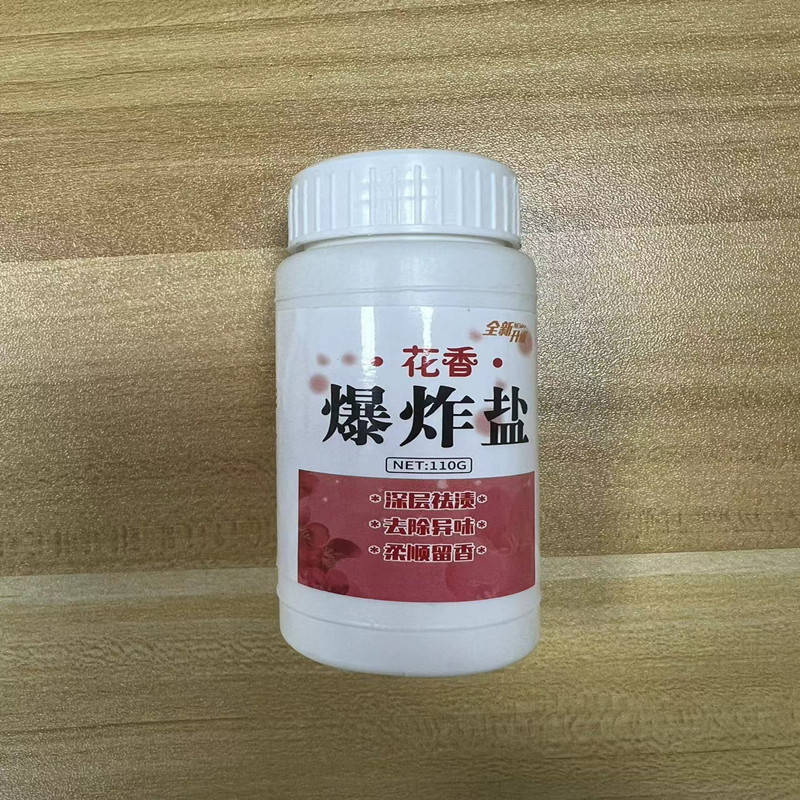 全新升级
·花香·
爆炸盐
NET:110G
*深层祛渍*
*去除异味*
*柔顺留香*